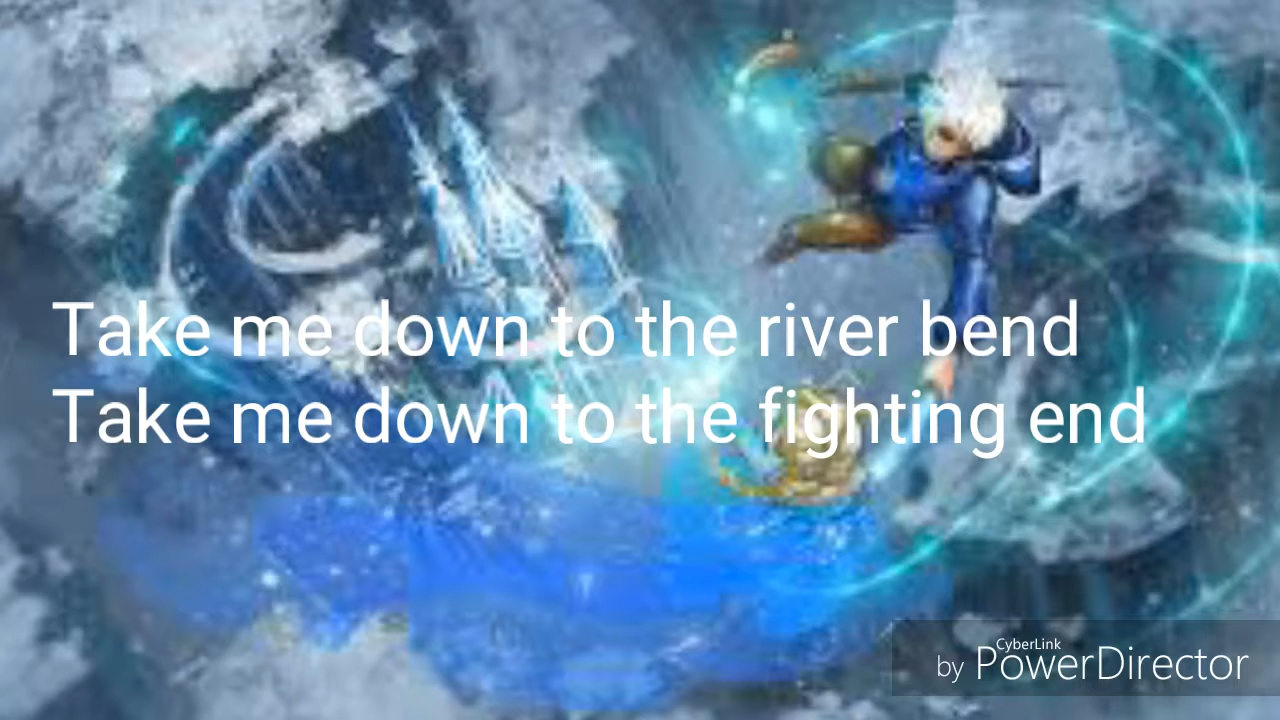 Take me down to the river bend
Take me down to the fighting end
by CyberLink PowerDirector